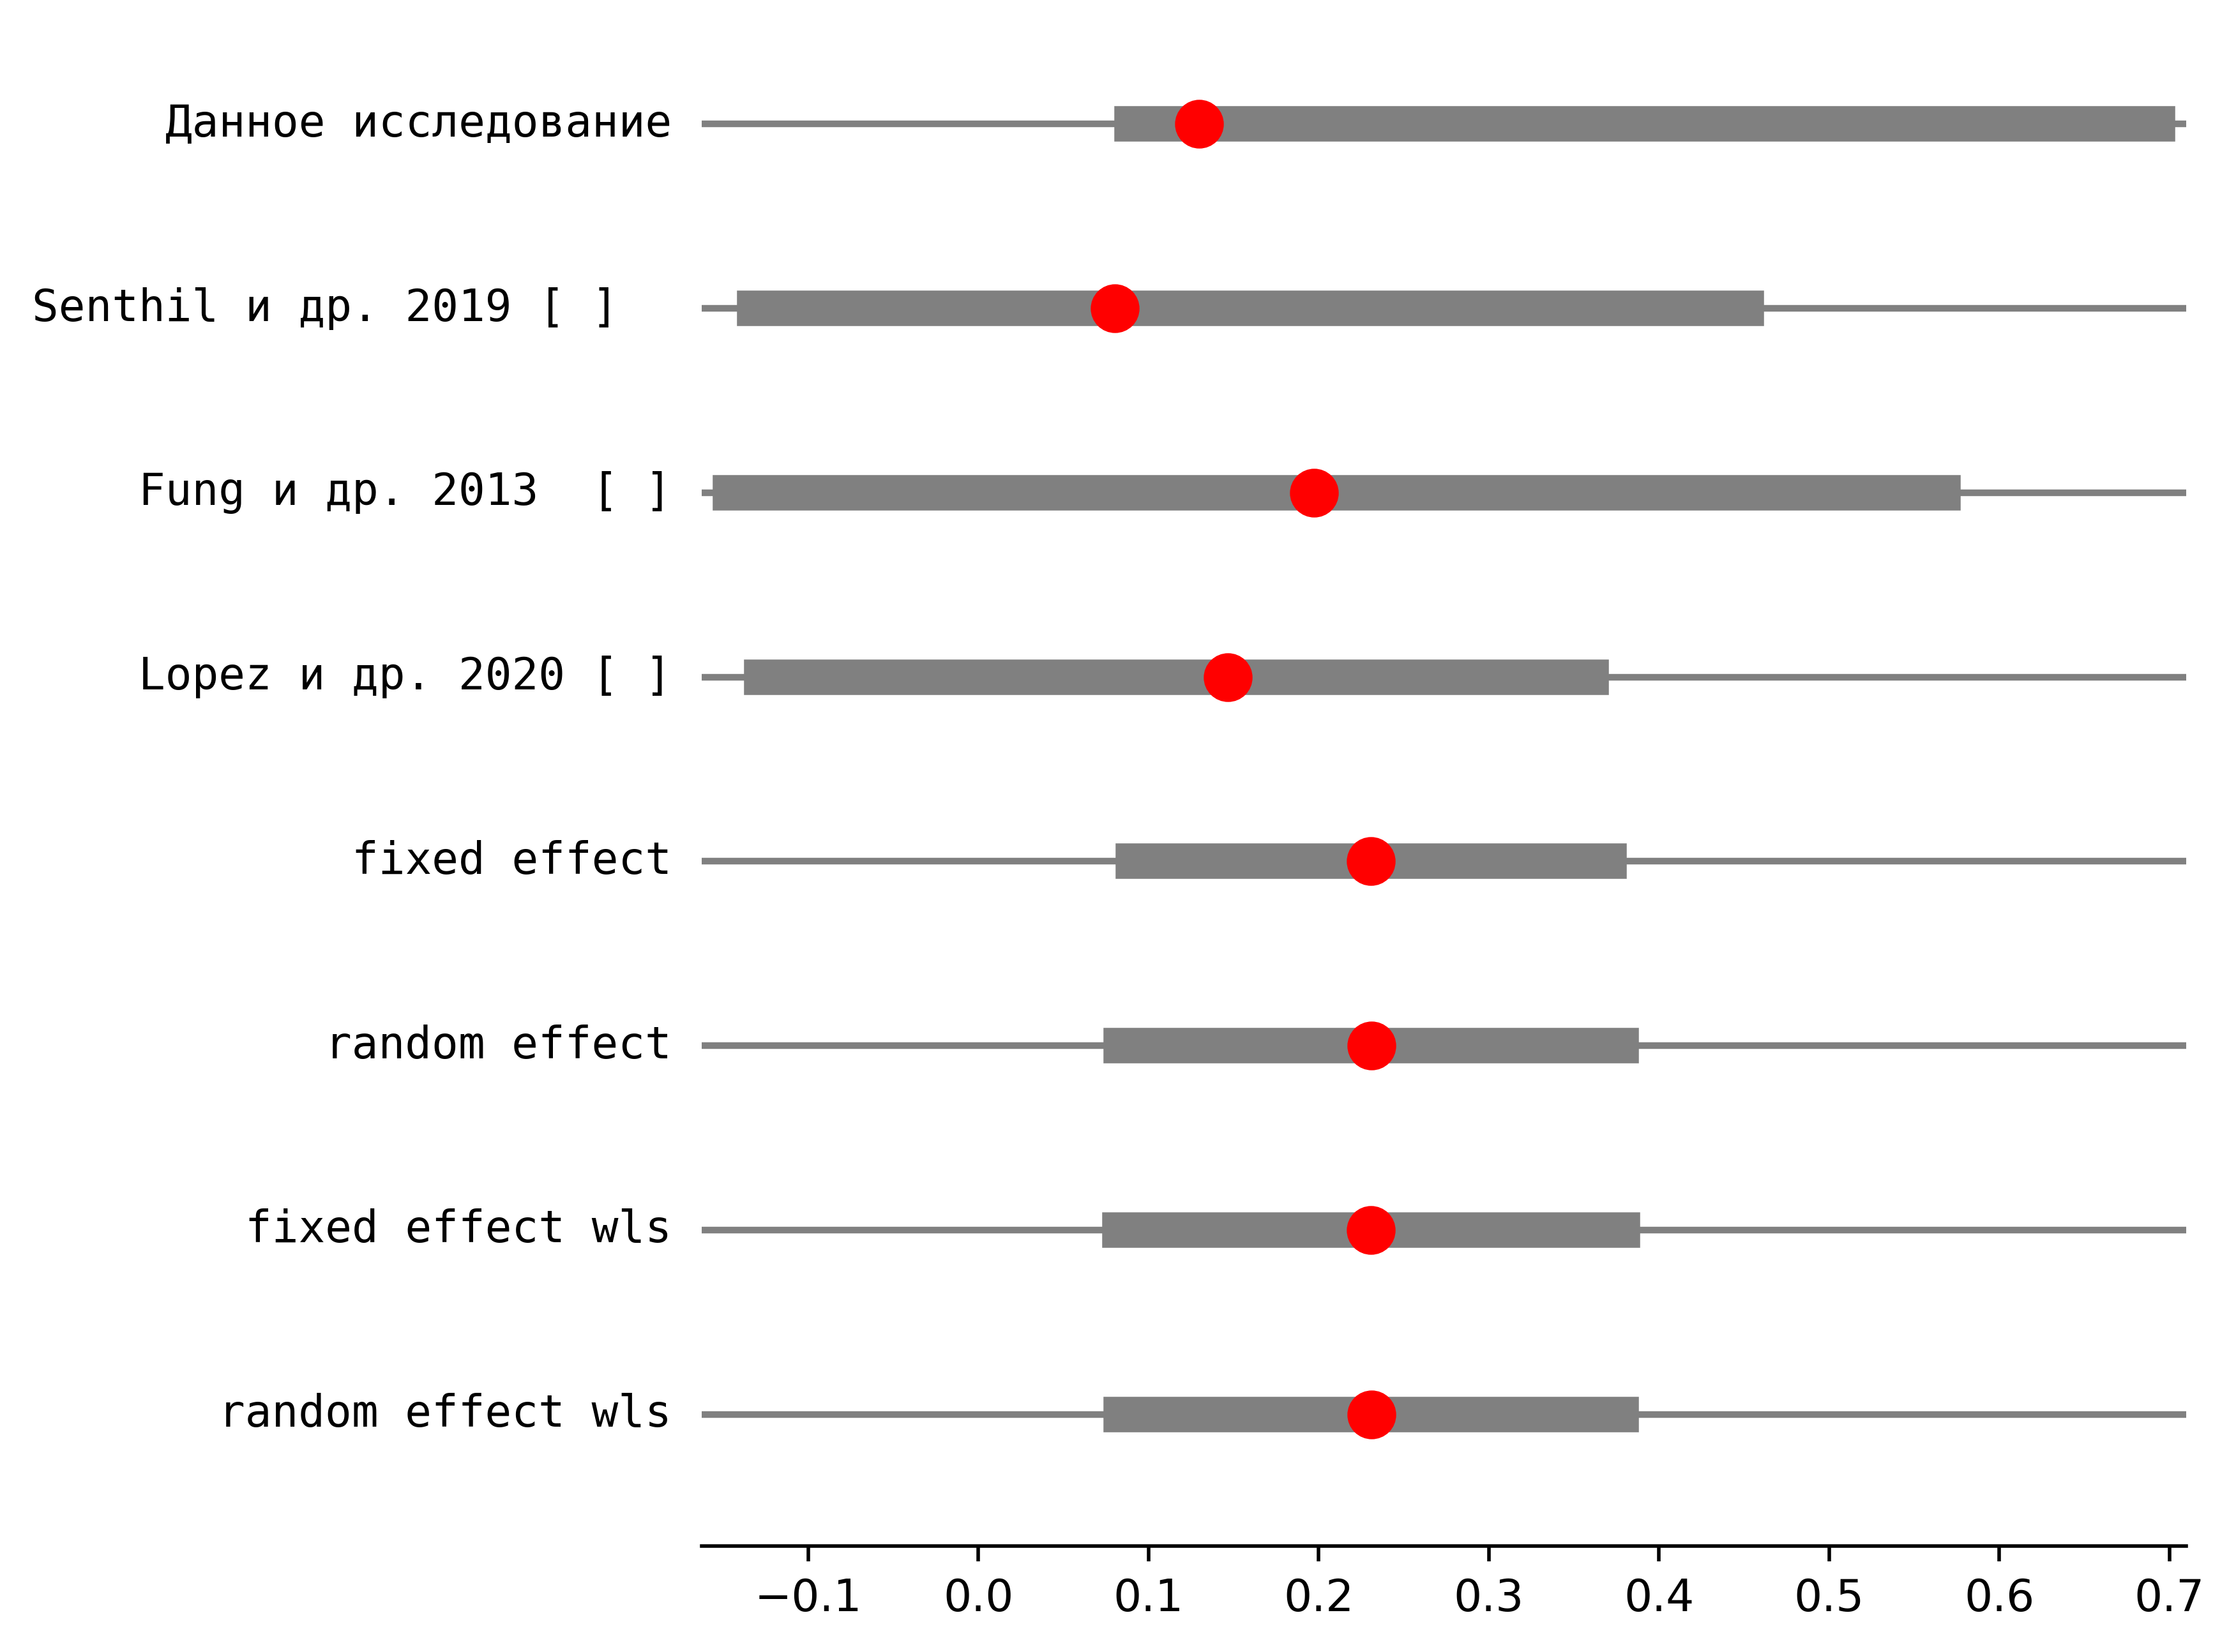 Данное исследование
Senthil и др. 2019 [ ]
Fung и др. 2013  [ ]
Lopez и др. 2020 [ ]
fixed effect
random effect
fixed effect wls
random effect wls
−0.1 0.0 0.1 0.2 0.3 0.4 0.5 0.6 0.7